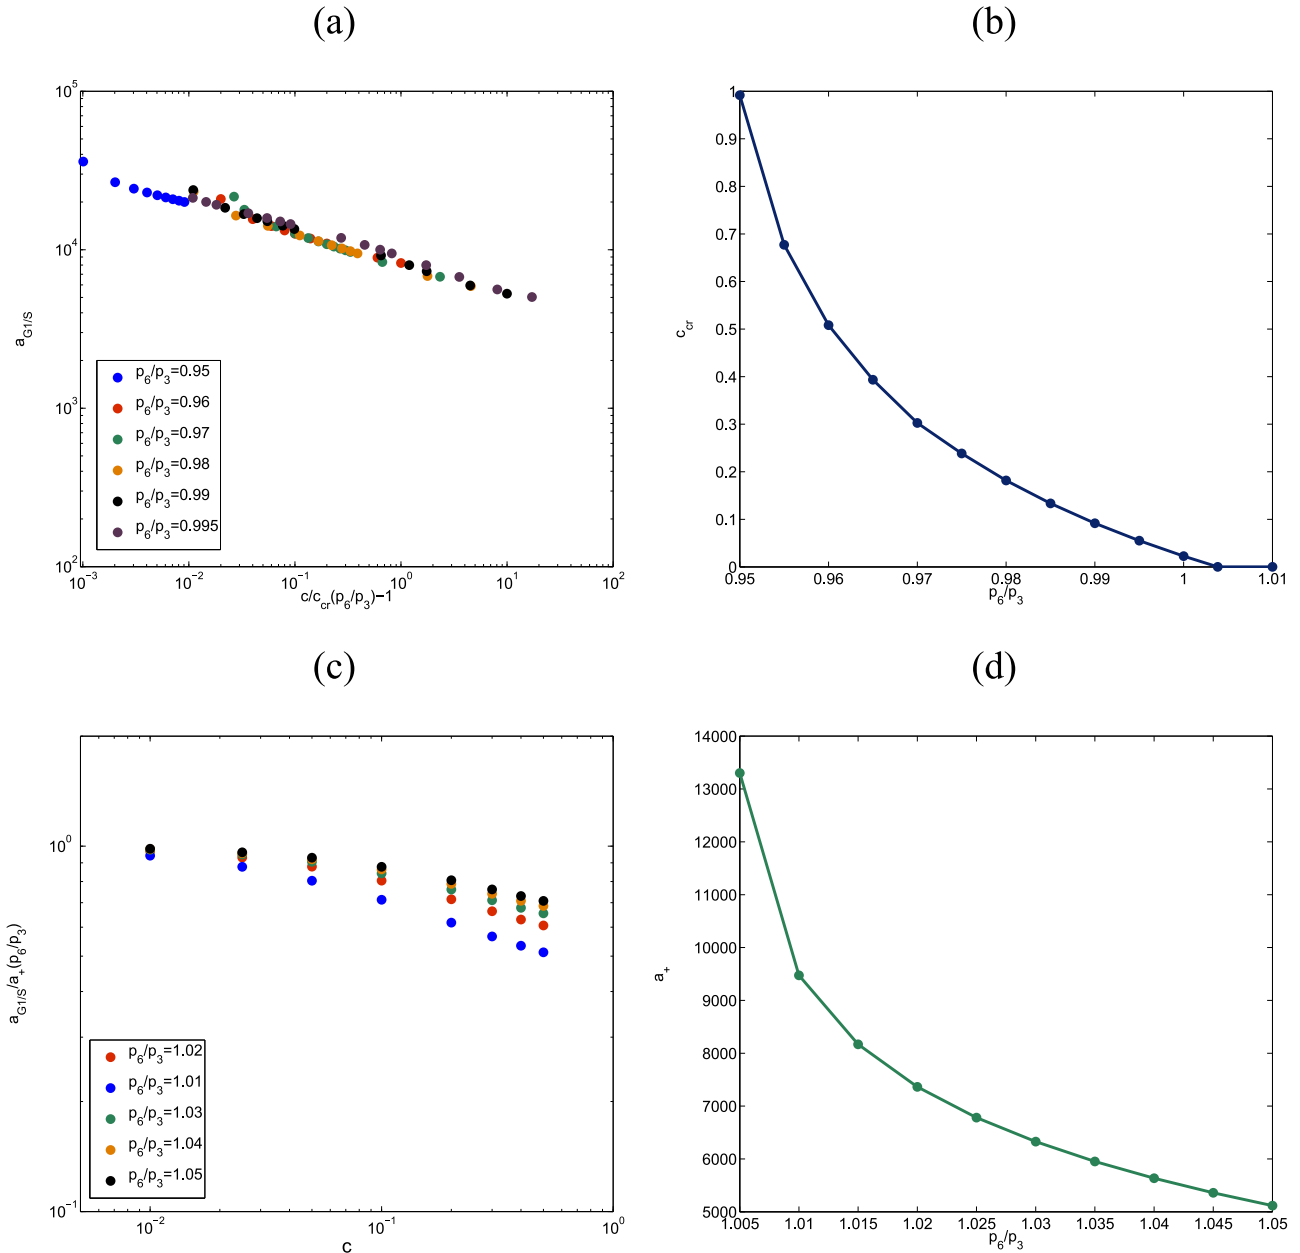 (a)
10^5
10^4
10^3
10^2
a_G1/S
p_6/p_3=0.95
p_6/p_3=0.96
p_6/p_3=0.97
p_6/p_3=0.98
p_6/p_3=0.99
p_6/p_3=0.995
10^−3 10^−2 10^−1 10^0 10^1 10^2
c/c_cr(p_6/p_3)−1
(b)
1
0.9
0.8
0.7
0.6
0.5
0.4
0.3
0.2
0.1
0
c_cr
0.95 0.96 0.97 0.98 0.99 1 1.01
p_6/p_3
(c)
10^0
10^−1
a_G1/S/a_+(p_6/p_3)
p_6/p_3=1.02
p_6/p_3=1.01
p_6/p_3=1.03
p_6/p_3=1.04
p_6/p_3=1.05
10^−2 10^−1 10^0
c
(d)
14000
13000
12000
11000
10000
9000
8000
7000
6000
5000
a_+
1.005 1.01 1.015 1.02 1.025 1.03 1.035 1.04 1.045 1.05
p_6/p_3